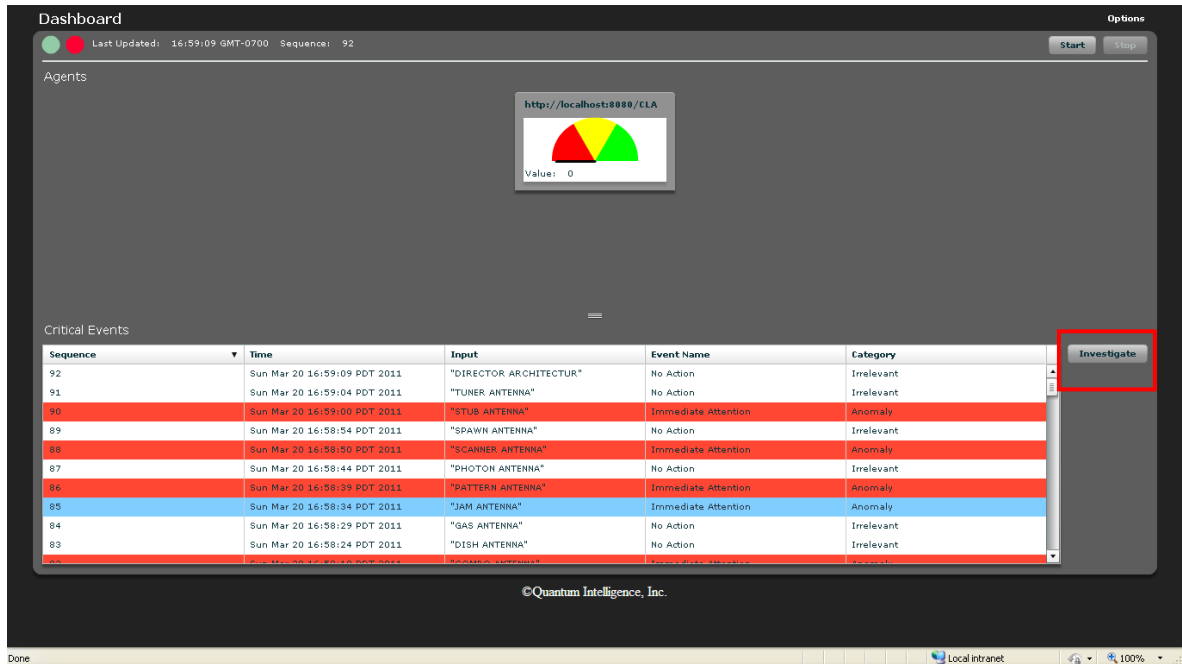 Dashboard Options
Last Updated: 16:59:09 GMT-0700 Sequence: 92 Start Stop
Agents
http://localhost:8080/CLA
Value: 0
Critical Events
Sequence Time Input Event Name Category Investigate
92 Sun Mar 20 16:59:09 PDT 2011 "DIRECTOR ARCHITECTUR" No Action Irrelevant
91 Sun Mar 20 16:59:04 PDT 2011 "TUNER ANTENNA" No Action Irrelevant
90 Sun Mar 20 16:59:00 PDT 2011 "STUB ANTENNA" Immediate Attention Anomaly
89 Sun Mar 20 16:58:54 PDT 2011 "SPAWN ANTENNA" No Action Irrelevant
88 Sun Mar 20 16:58:50 PDT 2011 "SCANNER ANTENNA" Immediate Attention Anomaly
87 Sun Mar 20 16:58:44 PDT 2011 "PHOTON ANTENNA" No Action Irrelevant
86 Sun Mar 20 16:58:39 PDT 2011 "PATTERN ANTENNA" Immediate Attention Anomaly
85 Sun Mar 20 16:58:34 PDT 2011 "JAM ANTENNA" Immediate Attention Anomaly
84 Sun Mar 20 16:58:29 PDT 2011 "GAS ANTENNA" No Action Irrelevant
83 Sun Mar 20 16:58:24 PDT 2011 "DISH ANTENNA" No Action Irrelevant
©Quantum Intelligence, Inc.
Done Local intranet 100%